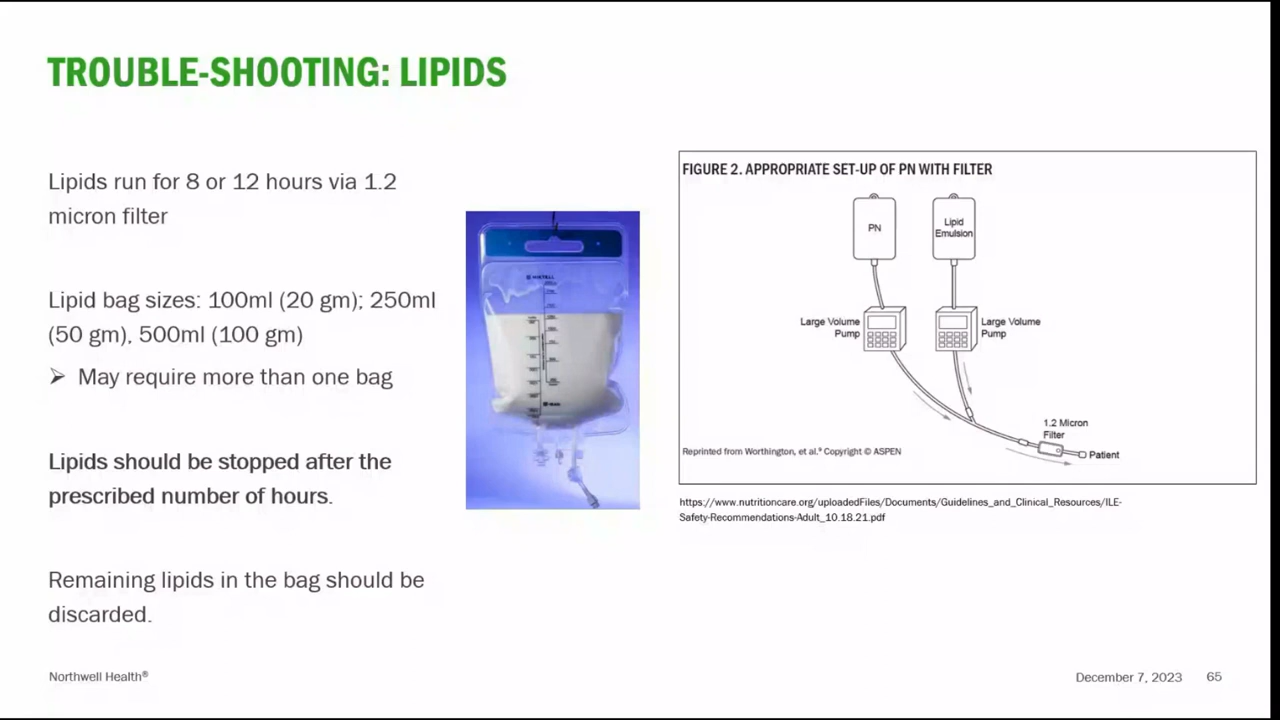 TROUBLE-SHOOTING: LIPIDS
Lipids run for 8 or 12 hours via 1.2
micron filter
Lipid bag sizes: 100ml (20 gm); 250ml
(50 gm), 500ml (100 gm)
➢ May require more than one bag
Lipids should be stopped after the
prescribed number of hours.
Remaining lipids in the bag should be
discarded.
FIGURE 2. APPROPRIATE SET-UP OF PN WITH FILTER
PN
Lipid
Emulsion
Large Volume
Pump
Large Volume
Pump
1.2 Micron
Filter
Patient
Reprinted from Worthington, et al.⁹ Copyright © ASPEN
https://www.nutritioncare.org/uploadedFiles/Documents/Guidelines_and_Clinical_Resources/ILE-
Safety-Recommendations-Adult_10.18.21.pdf
Northwell Health®
December 7, 2023
65